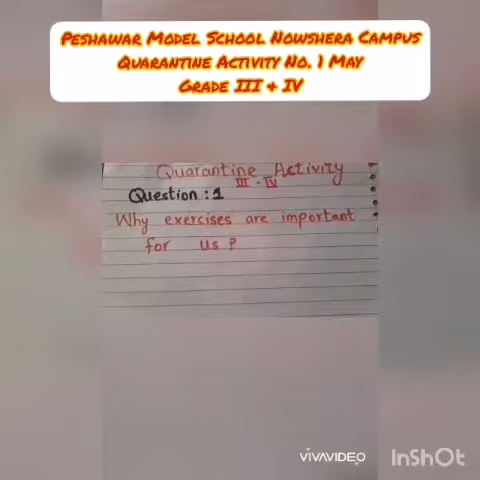 Peshawar Model School Nowshera Campus
Quarantine Activity No. 1 May
Grade III & IV
Quarantine Activity
III - IV
Question : 1
Why exercises are important
for us ?
VIVAVIDEO
InShOt